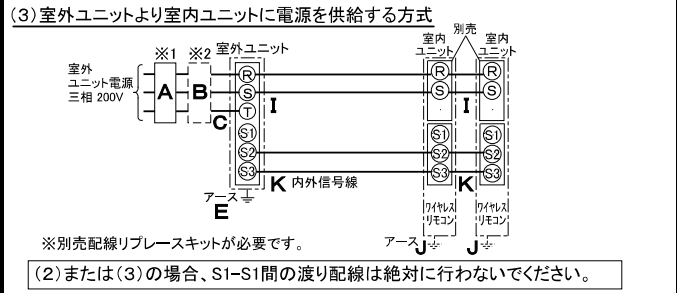 (3)室外ユニットより室内ユニットに電源を供給する方式
別売
※1 ※2 室外ユニット 室内 室内
ユニット ユニット
室外
ユニット電源
三相 200V
A B C
R S T S1 S2 S3
I
R S S1 S2 S3
I
R S S1 S2 S3
K 内外信号線 K
アース
E
ワイヤレス ワイヤレス
リモコン リモコン
※別売配線リプレースキットが必要です。
アース J J
(2)または(3)の場合、S1-S1間の渡り配線は絶対に行わないでください。